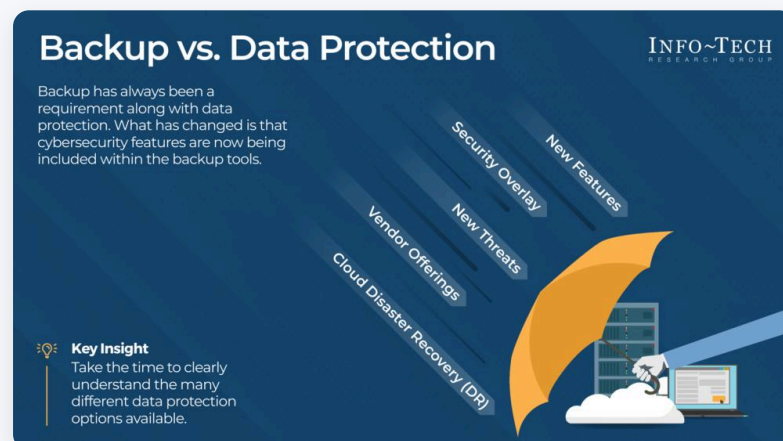 Backup vs. Data Protection
INFO~TECH
RESEARCH GROUP
Backup has always been a
requirement along with data
protection. What has changed is that
cybersecurity features are now being
included within the backup tools.
New Features
Security Overlay
New Threats
Vendor Offerings
Cloud Disaster Recovery (DR)
Key Insight
Take the time to clearly
understand the many
different data protection
options available.